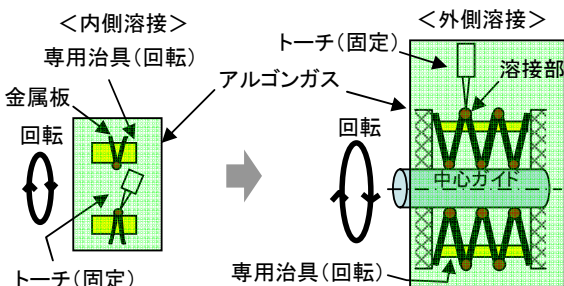 <内側溶接>
専用治具(回転)
金属板
回転
トーチ(固定)
アルゴンガス
<外側溶接>
トーチ(固定)
溶接部
回転
中心ガイド
専用治具(回転)